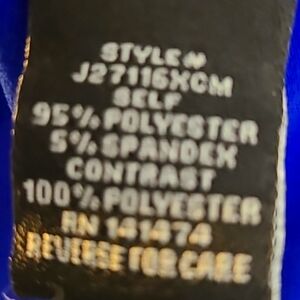 STYLE#
J27116XCM
SELF
95% POLYESTER
5% SPANDEX
CONTRAST
100% POLYESTER
RN 141474
REVERSE FOR CARE